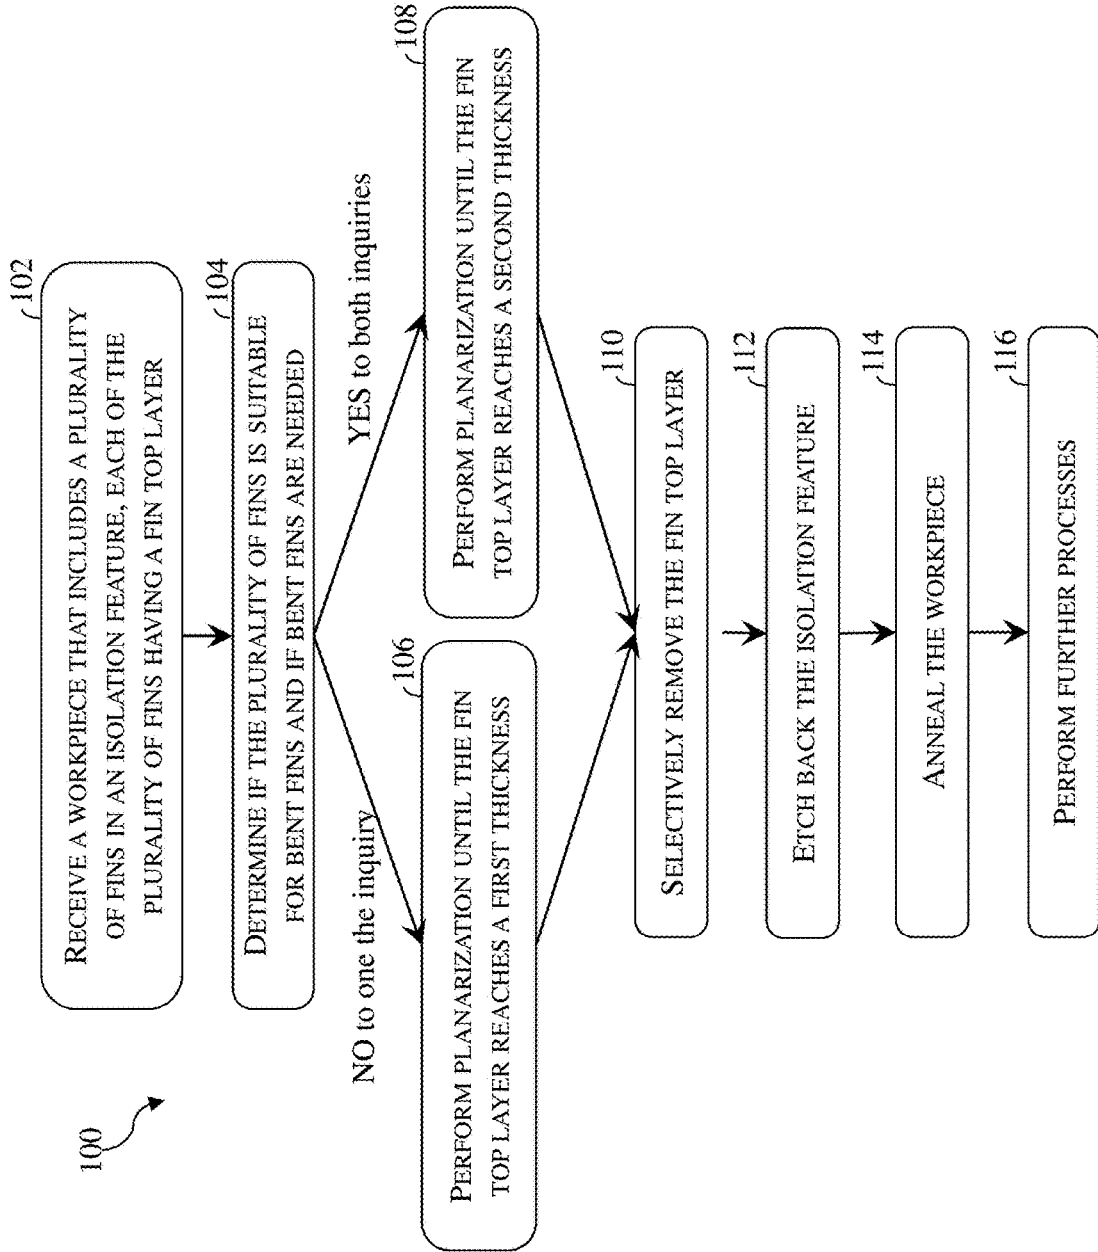 100
102
RECEIVE A WORKPIECE THAT INCLUDES A PLURALITY
OF FINS IN AN ISOLATION FEATURE, EACH OF THE
PLURALITY OF FINS HAVING A FIN TOP LAYER
104
DETERMINE IF THE PLURALITY OF FINS IS SUITABLE
FOR BENT FINS AND IF BENT FINS ARE NEEDED
NO to one the inquiry
YES to both inquiries
106
PERFORM PLANARIZATION UNTIL THE FIN
TOP LAYER REACHES A FIRST THICKNESS
108
PERFORM PLANARIZATION UNTIL THE FIN
TOP LAYER REACHES A SECOND THICKNESS
110
SELECTIVELY REMOVE THE FIN TOP LAYER
112
ETCH BACK THE ISOLATION FEATURE
114
ANNEAL THE WORKPIECE
116
PERFORM FURTHER PROCESSES